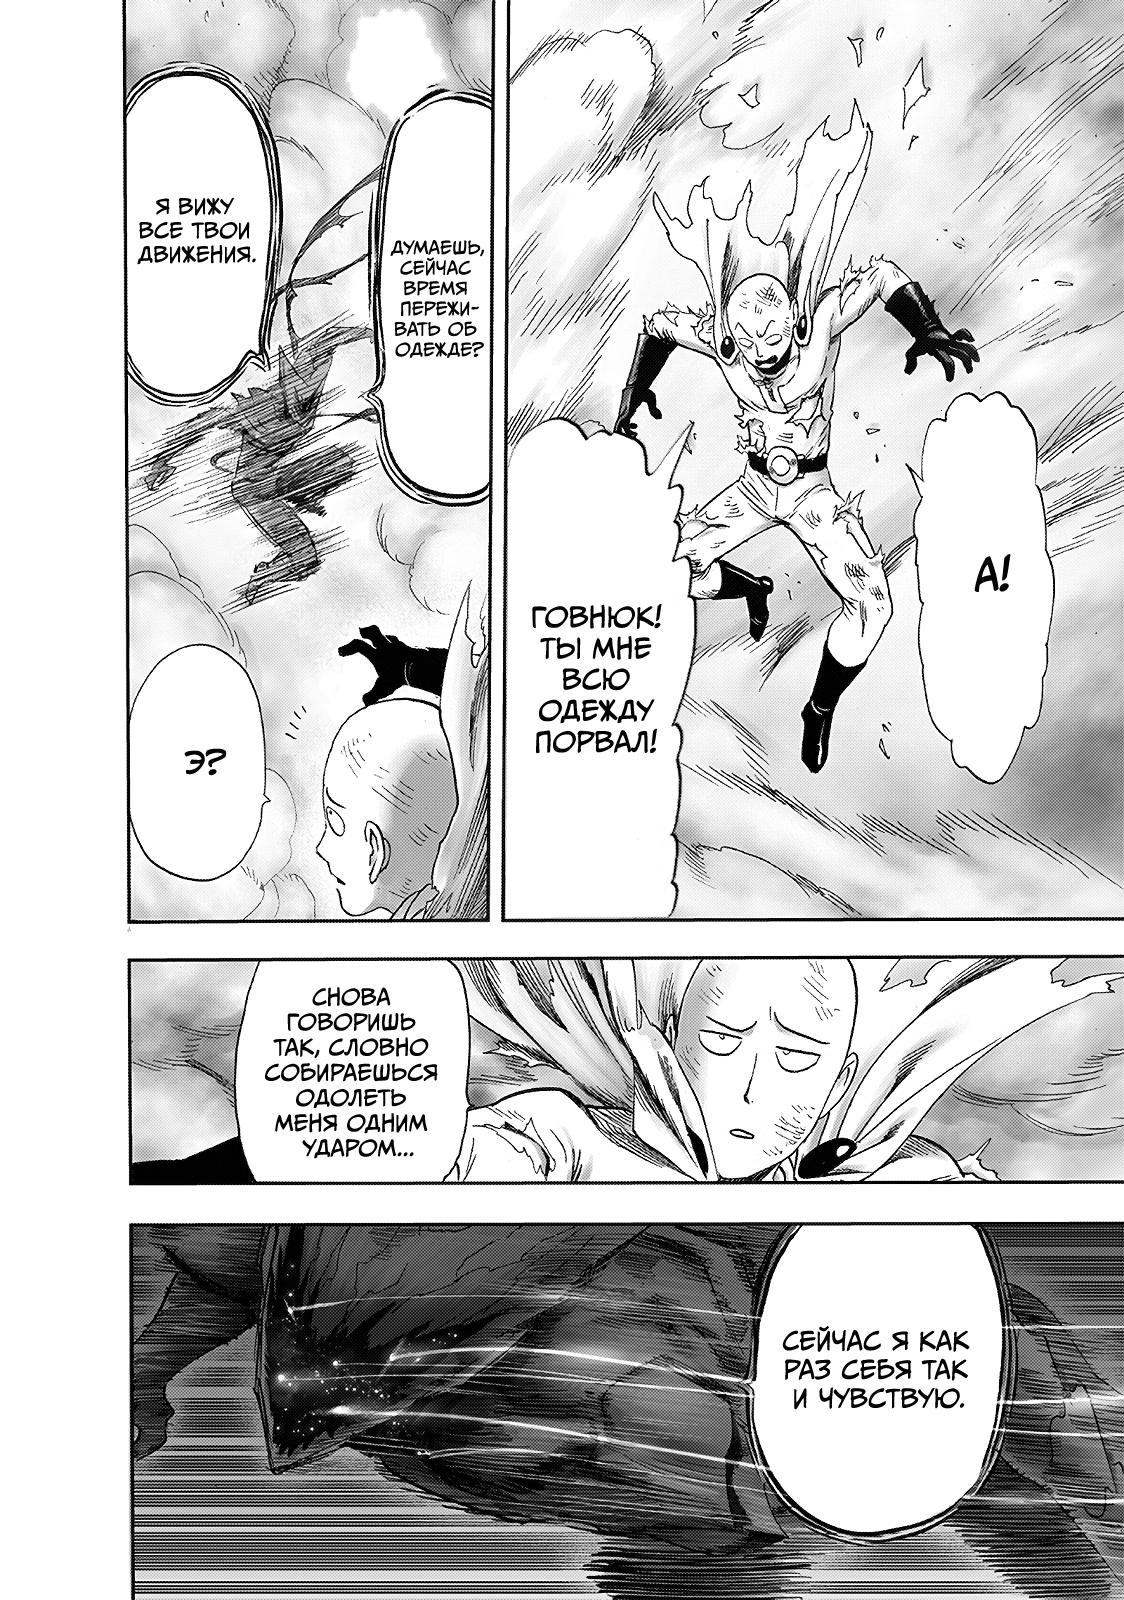 А!
ГОВНЮК!
ТЫ МНЕ
ВСЮ
ОДЕЖДУ
ПОРВАЛ!
ДУМАЕШЬ,
СЕЙЧАС
ВРЕМЯ
ПЕРЕЖИ-
ВАТЬ ОБ
ОДЕЖДЕ?
Я ВИЖУ
ВСЕ ТВОИ
ДВИЖЕНИЯ.
Э?
СНОВА
ГОВОРИШЬ
ТАК, СЛОВНО
СОБИРАЕШЬСЯ
ОДОЛЕТЬ
МЕНЯ ОДНИМ
УДАРОМ...
СЕЙЧАС Я КАК
РАЗ СЕБЯ ТАК
И ЧУВСТВУЮ.